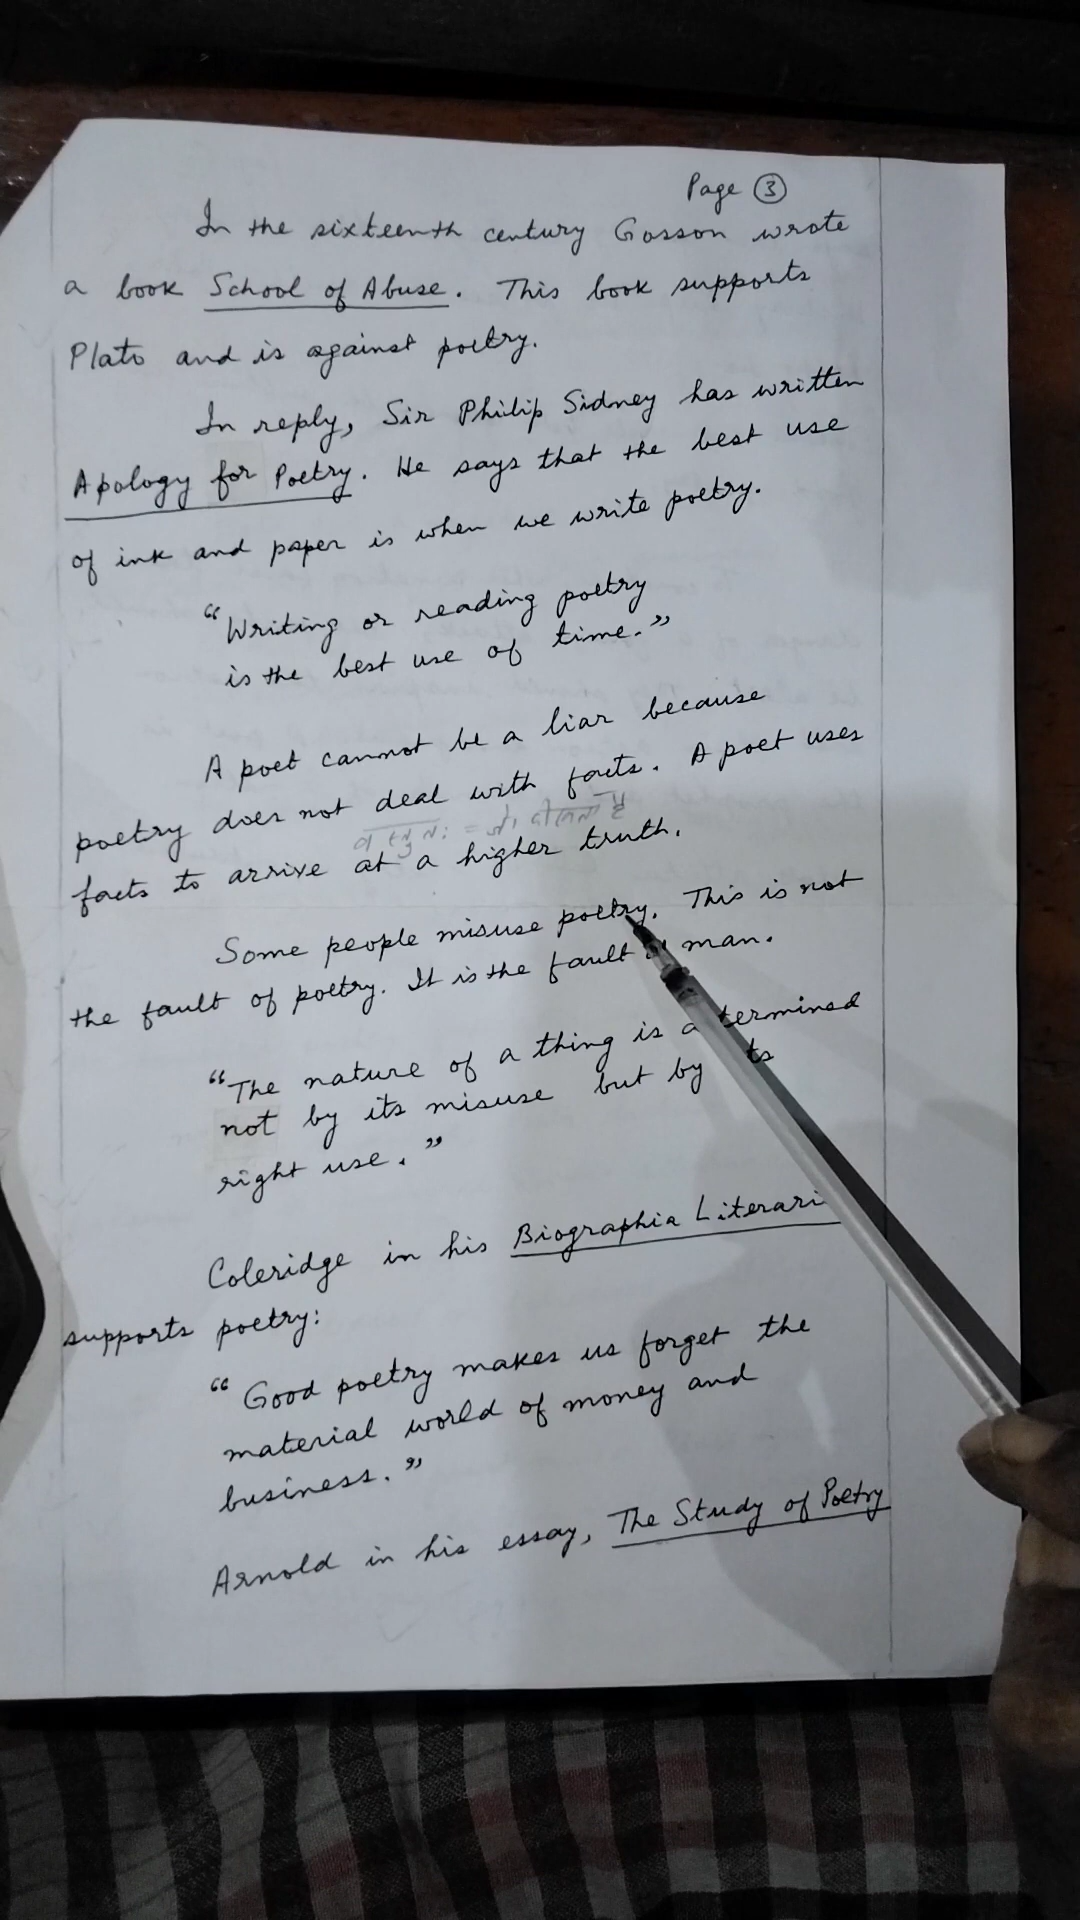 Page 3
In the sixteenth century Gosson wrote
a book School of Abuse. This book supports
Plato and is against poetry.
In reply, Sir Philip Sidney has written
Apology for Poetry. He says that the best use
of ink and paper is when we write poetry.
"Writing or reading poetry
is the best use of time."
A poet cannot be a liar because
poetry does not deal with facts. A poet uses
वस्तुतः = जो दीखता है
facts to arrive at a higher truth.
Some people misuse poetry. This is not
the fault of poetry. It is the fault man.
"The nature of a thing is
not by its misuse but by
right use."
Coleridge in his Biographia Literari
supports poetry:
"Good poetry makes us forget the
material world of money and
business."
Arnold in his essay, The Study of Poetry